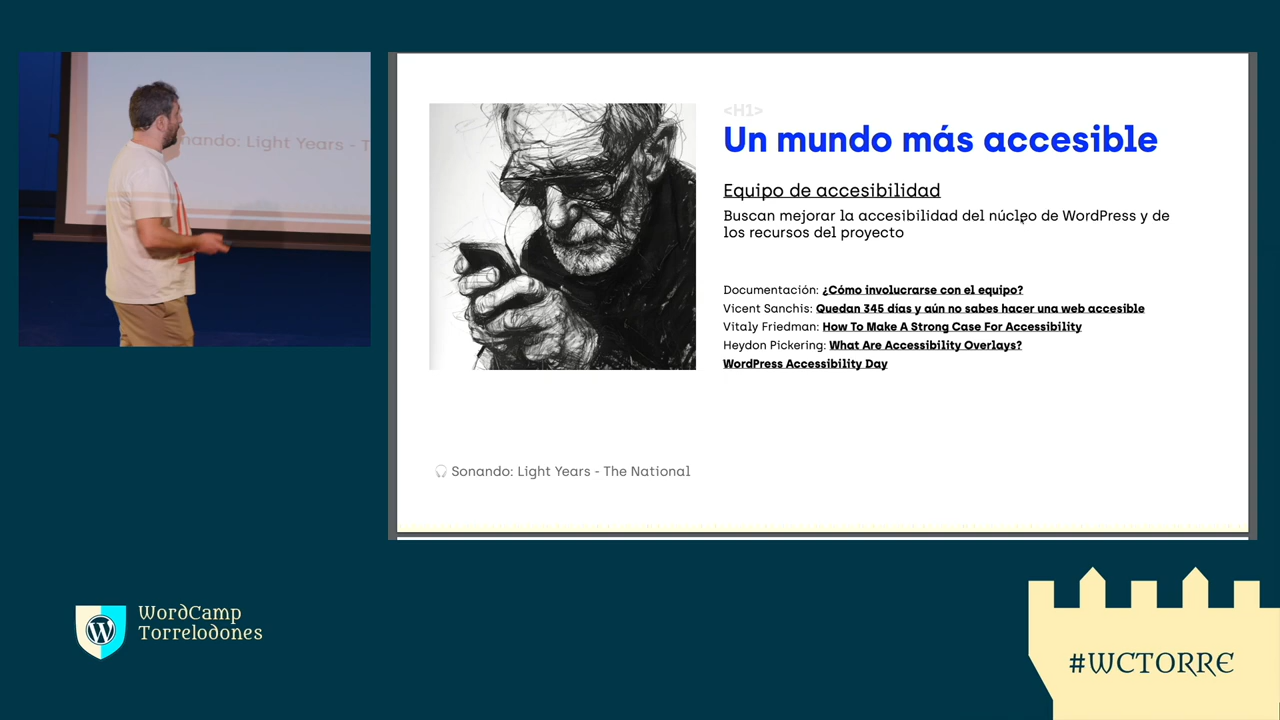 nando: Light Years - T
<H1>
Un mundo más accesible
Equipo de accesibilidad
Buscan mejorar la accesibilidad del núcleo de WordPress y de
los recursos del proyecto
Documentación: ¿Cómo involucrarse con el equipo?
Vicent Sanchis: Quedan 345 días y aún no sabes hacer una web accesible
Vitaly Friedman: How To Make A Strong Case For Accessibility
Heydon Pickering: What Are Accessibility Overlays?
WordPress Accessibility Day
Sonando: Light Years - The National
WordCamp
Torrelodones
#WCTORRE